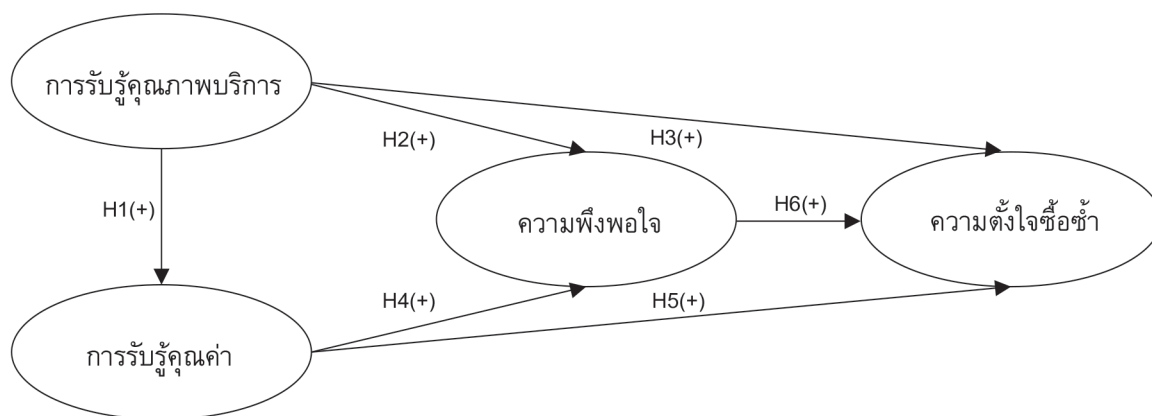 การรับรู้คุณภาพบริการ
H2(+)
H3(+)
H1(+)
ความพึงพอใจ
H6(+)
ความตั้งใจซื้อซ้ำ
H4(+)
H5(+)
การรับรู้คุณค่า